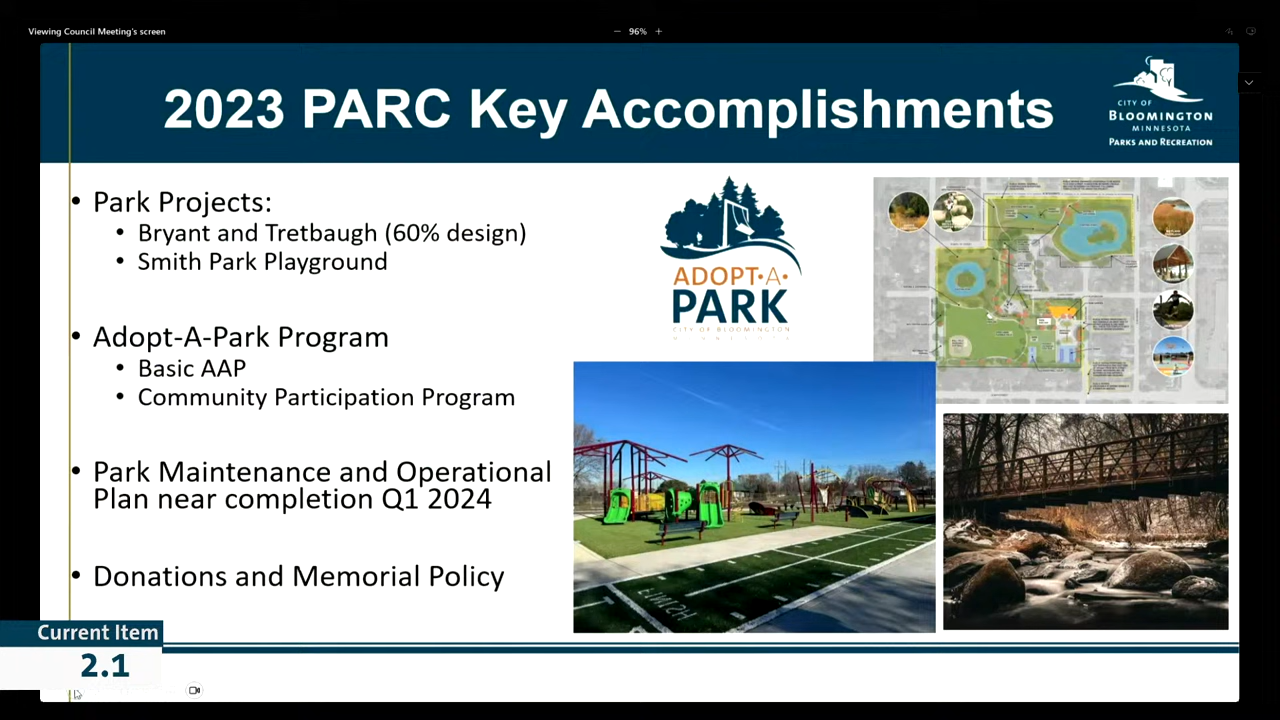 Viewing Council Meeting's screen
− 96% +
2023 PARC Key Accomplishments
CITY OF
BLOOMINGTON
MINNESOTA
PARKS AND RECREATION
• Park Projects:
• Bryant and Tretbaugh (60% design)
• Smith Park Playground
• Adopt-A-Park Program
• Basic AAP
• Community Participation Program
• Park Maintenance and Operational
Plan near completion Q1 2024
• Donations and Memorial Policy
ADOPT·A·
PARK
CITY OF BLOOMINGTON
MINNESOTA
FINISH
Current Item
2.1